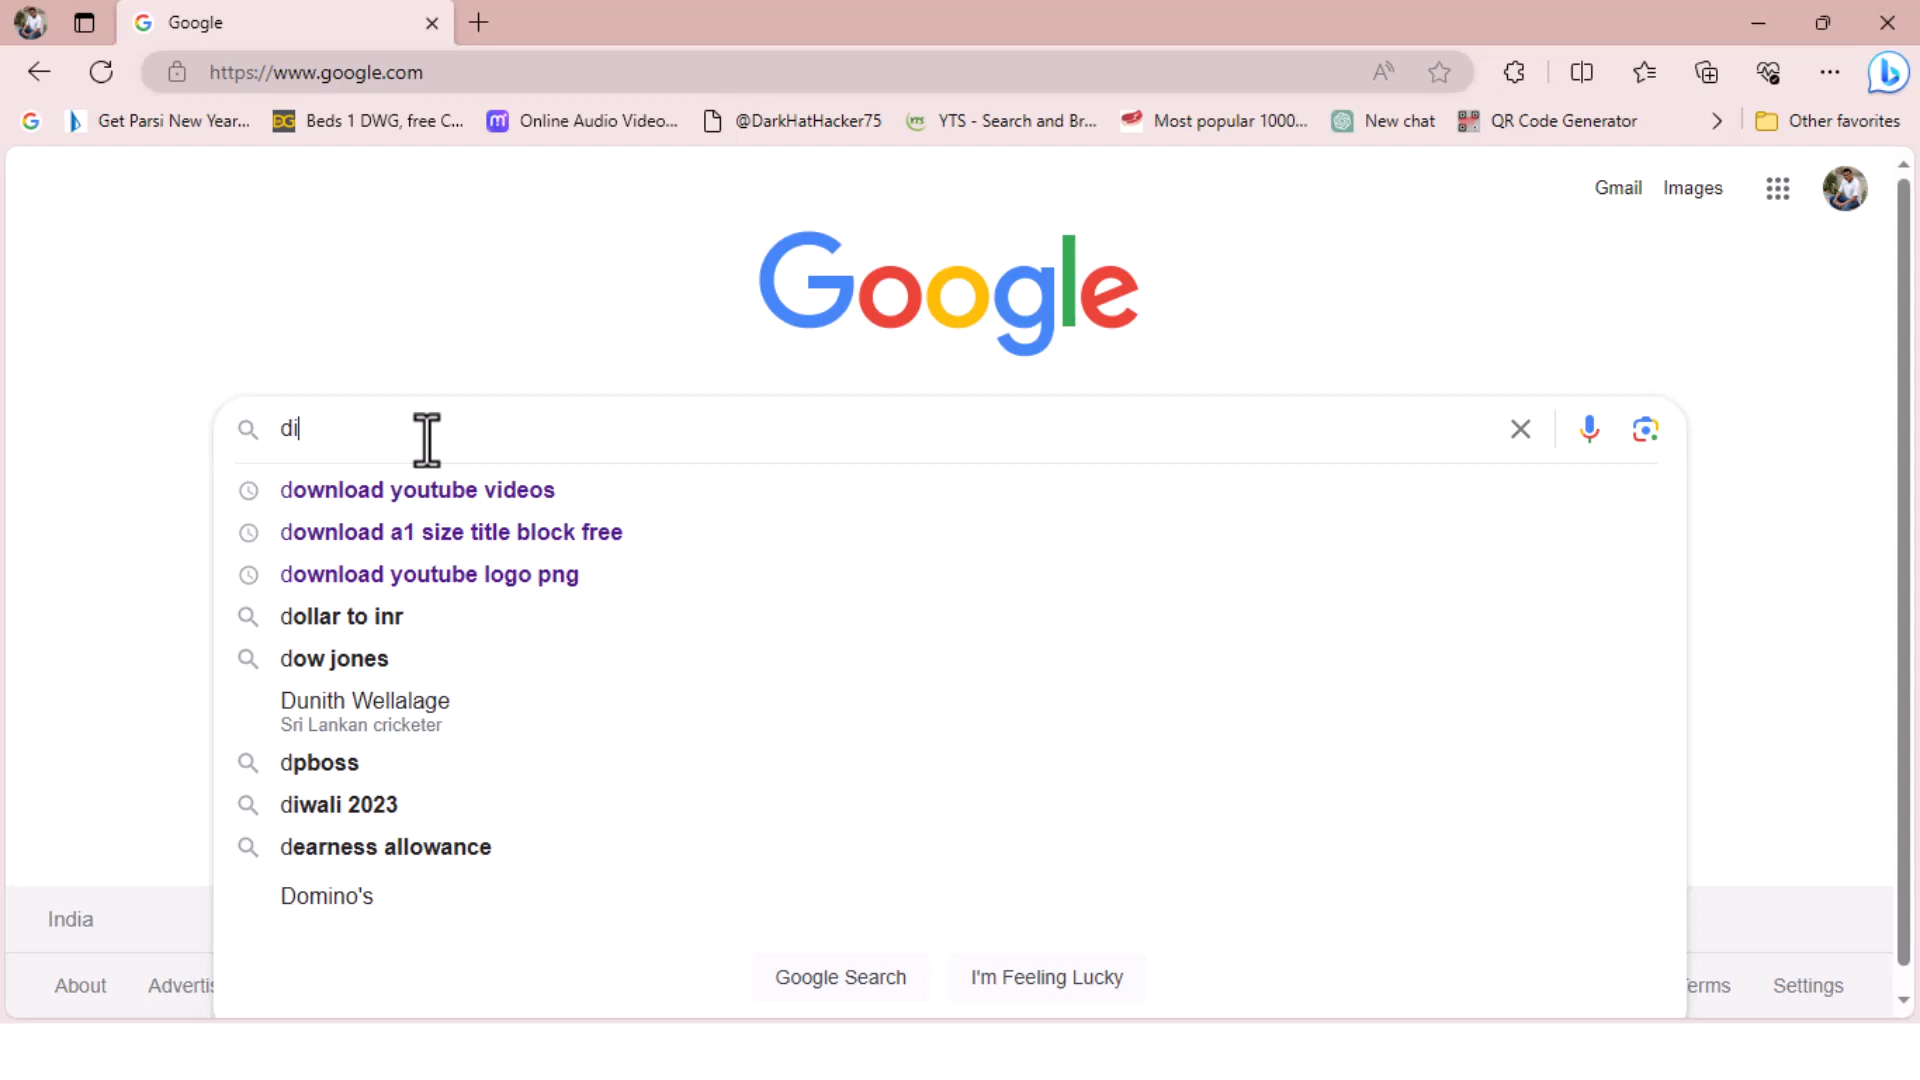 Google
https://www.google.com
Get Parsi New Year...
Beds 1 DWG, free C...
Online Audio Video...
@DarkHatHacker75
YTS - Search and Br...
Most popular 1000...
New chat
QR Code Generator
Other favorites
Gmail
Images
Google
di
download youtube videos
download a1 size title block free
download youtube logo png
dollar to inr
dow jones
Dunith Wellalage
Sri Lankan cricketer
dpboss
diwali 2023
dearness allowance
Domino's
India
Google Search
I'm Feeling Lucky
About
Advertis
erms
Settings